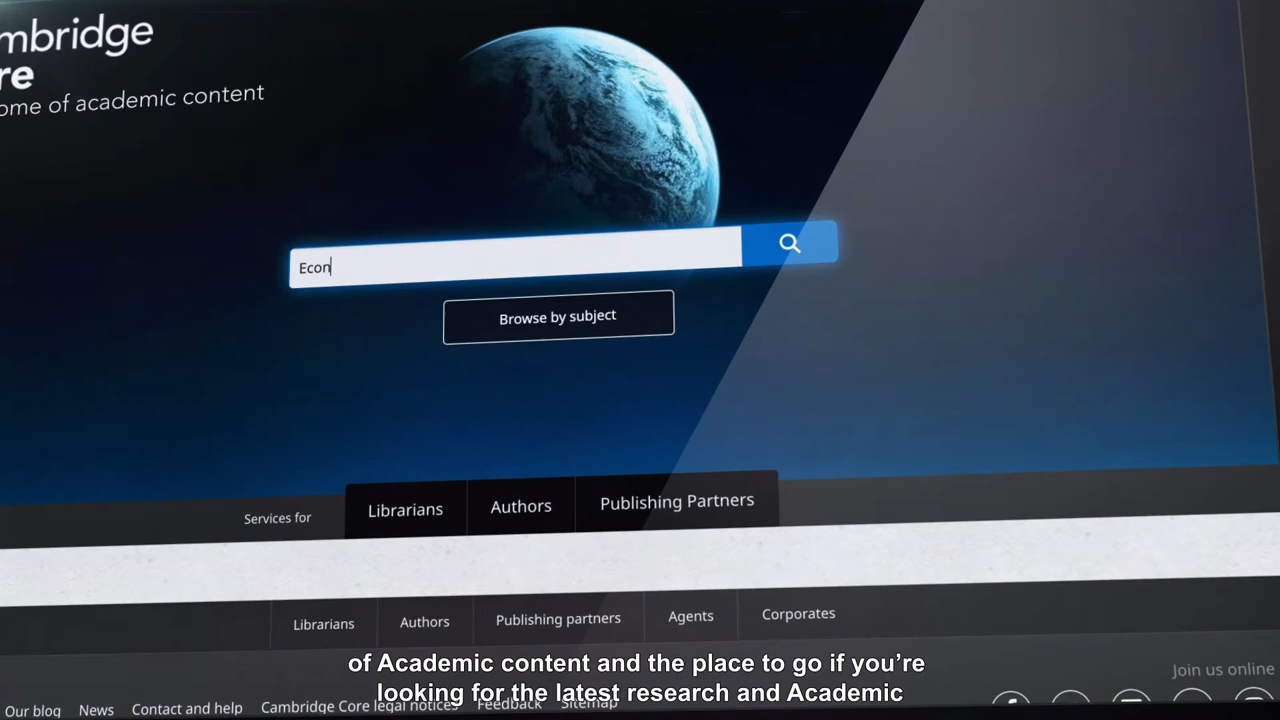 mbridge
re
ome of academic content
Econ
Browse by subject
Services for Librarians Authors Publishing Partners
Librarians Authors Publishing partners Agents Corporates
of Academic content and the place to go if you’re
looking for the latest research and Academic
Join us online
Our blog News Contact and help Cambridge Core legal notices Feedback Sitemap